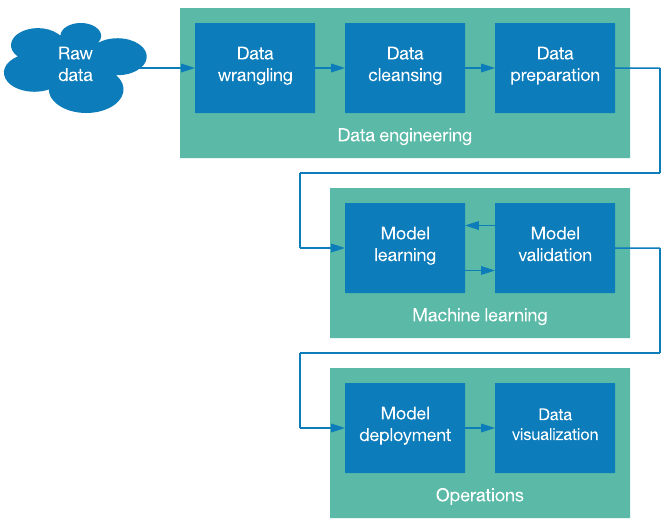 Raw
data
Data
wrangling
Data
cleansing
Data
preparation
Data engineering
Model
learning
Model
validation
Machine learning
Model
deployment
Data
visualization
Operations